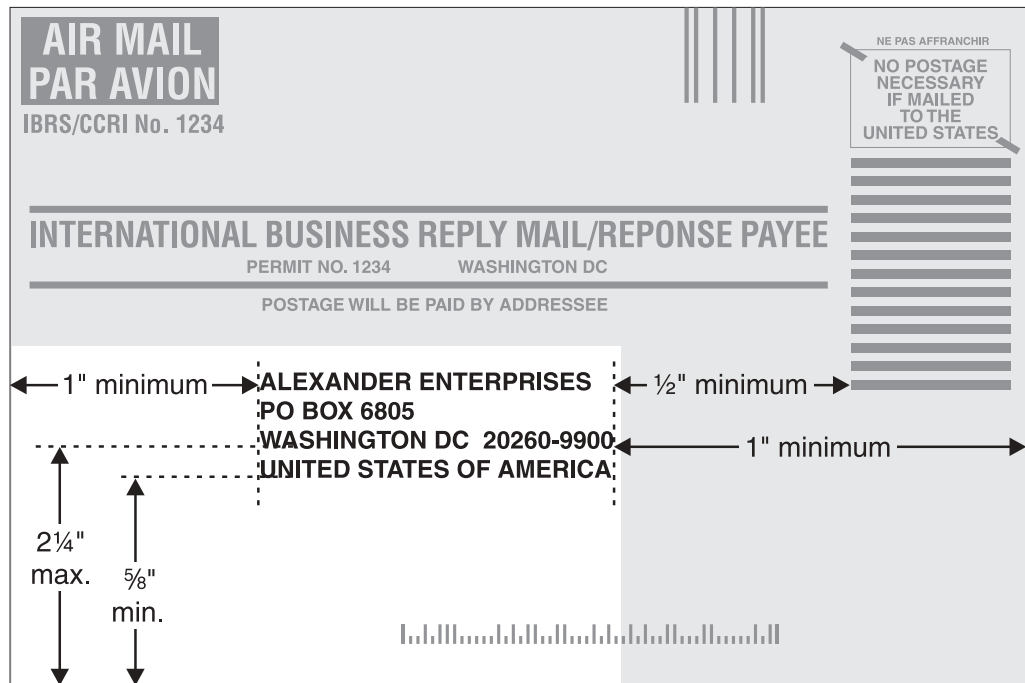 AIR MAIL
PAR AVION
IBRS/CCRI No. 1234
NE PAS AFFRANCHIR
NO POSTAGE
NECESSARY
IF MAILED
TO THE
UNITED STATES
INTERNATIONAL BUSINESS REPLY MAIL/REPONSE PAYEE
PERMIT NO. 1234 WASHINGTON DC
POSTAGE WILL BE PAID BY ADDRESSEE
1" minimum
ALEXANDER ENTERPRISES
PO BOX 6805
WASHINGTON DC 20260-9900
UNITED STATES OF AMERICA
½" minimum
1" minimum
2¼"
max.
⅝"
min.